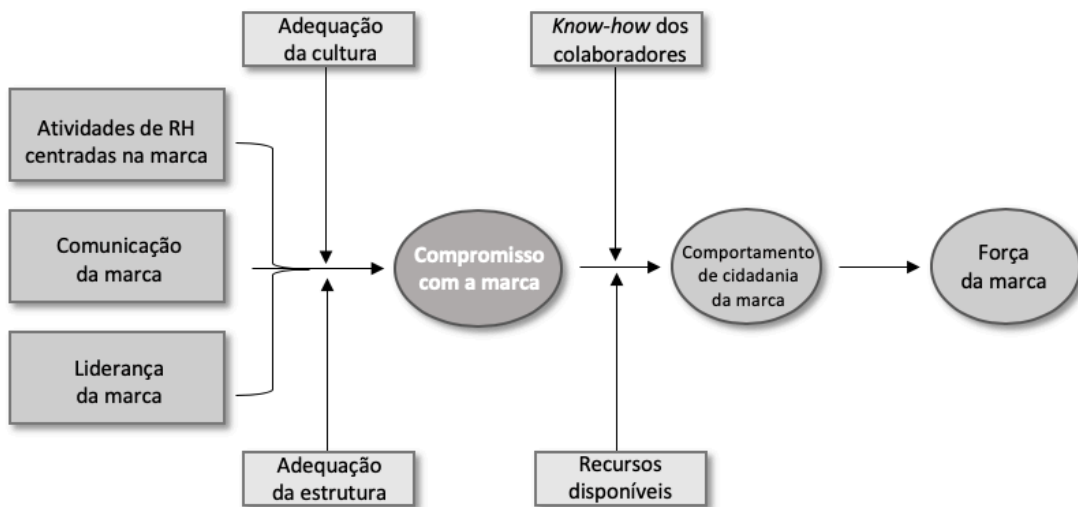 Adequação
da cultura
Know-how dos
colaboradores
Atividades de RH
centradas na marca
Comunicação
da marca
Liderança
da marca
Compromisso
com a marca
Comportamento
de cidadania
da marca
Força
da marca
Adequação
da estrutura
Recursos
disponíveis